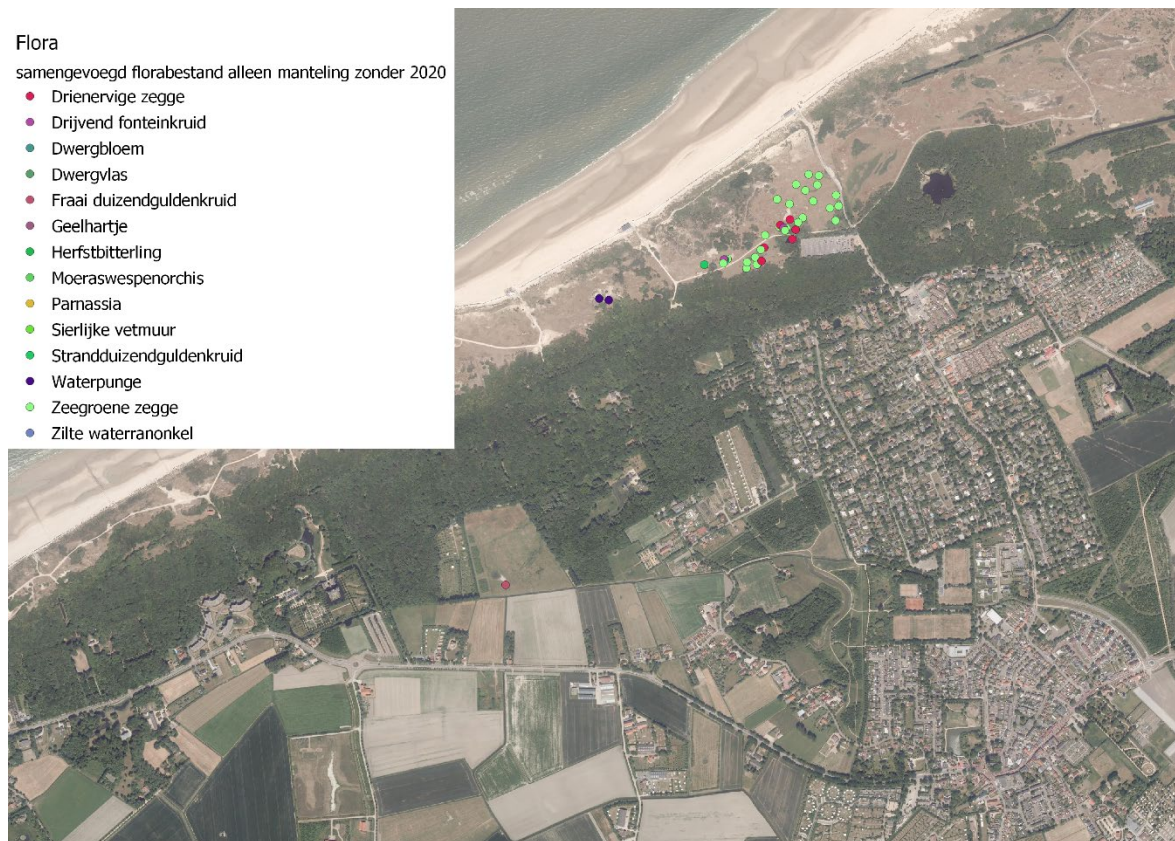 Flora
samengevoegd florabestand alleen manteling zonder 2020
Drienervige zegge
Drijvend fonteinkruid
Dwergbloem
Dwergvlas
Fraai duizendguldenkruid
Geelhartje
Herfstbitterling
Moeraswespenorchis
Parnassia
Sierlijke vetmuur
Strandduizendguldenkruid
Waterpunge
Zeegroene zegge
Zilte waterranonkel